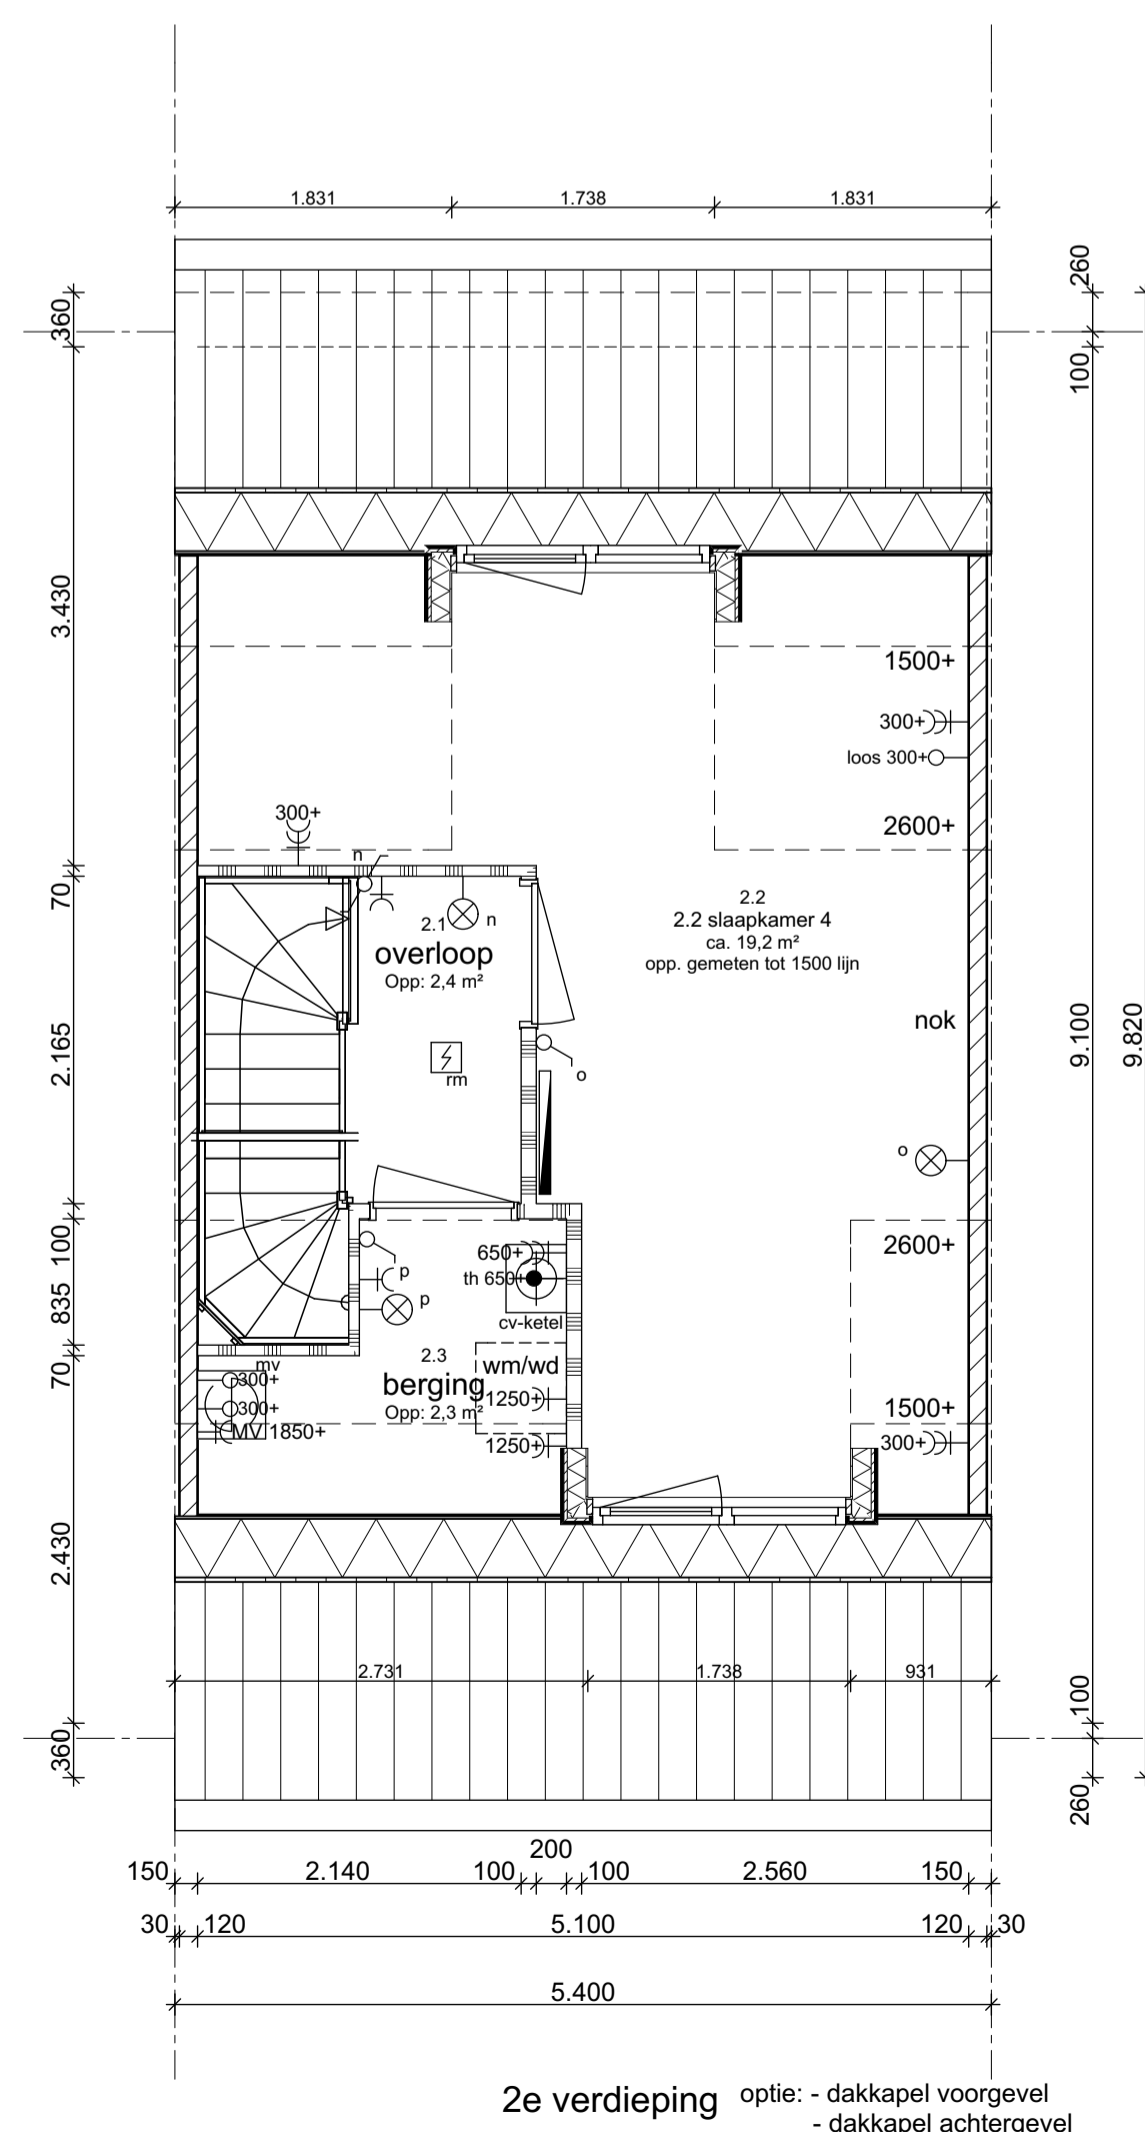 1.831 1.738 1.831
360
260
100
3.430
1500+
300+
loos 300+
2600+
300+
n
70
2.1
n
overloop
Opp: 2,4 m²
2.2
2.2 slaapkamer 4
ca. 19,2 m²
opp. gemeten tot 1500 lijn
nok
2.165
9.100
9.820
rm
o
o
100
650+
th 650+
cv-ketel
2600+
p
p
835
70
2.3
berging
Opp: 2,3 m²
wm/wd
1250+
1250+
mv
300+
300+
MV 1850+
1500+
300+
2.430
2.731 1.738 931
360
100
260
200
150 2.140 100 100 2.560 150
30 120 5.100 120 30
5.400
2e verdieping optie: - dakkapel voorgevel
- dakkapel achtergevel